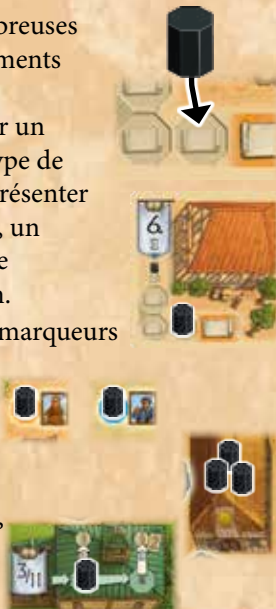 breuses
ments
r un
ype de
résenter
, un
e
n.
marqueurs
,
6
3/11